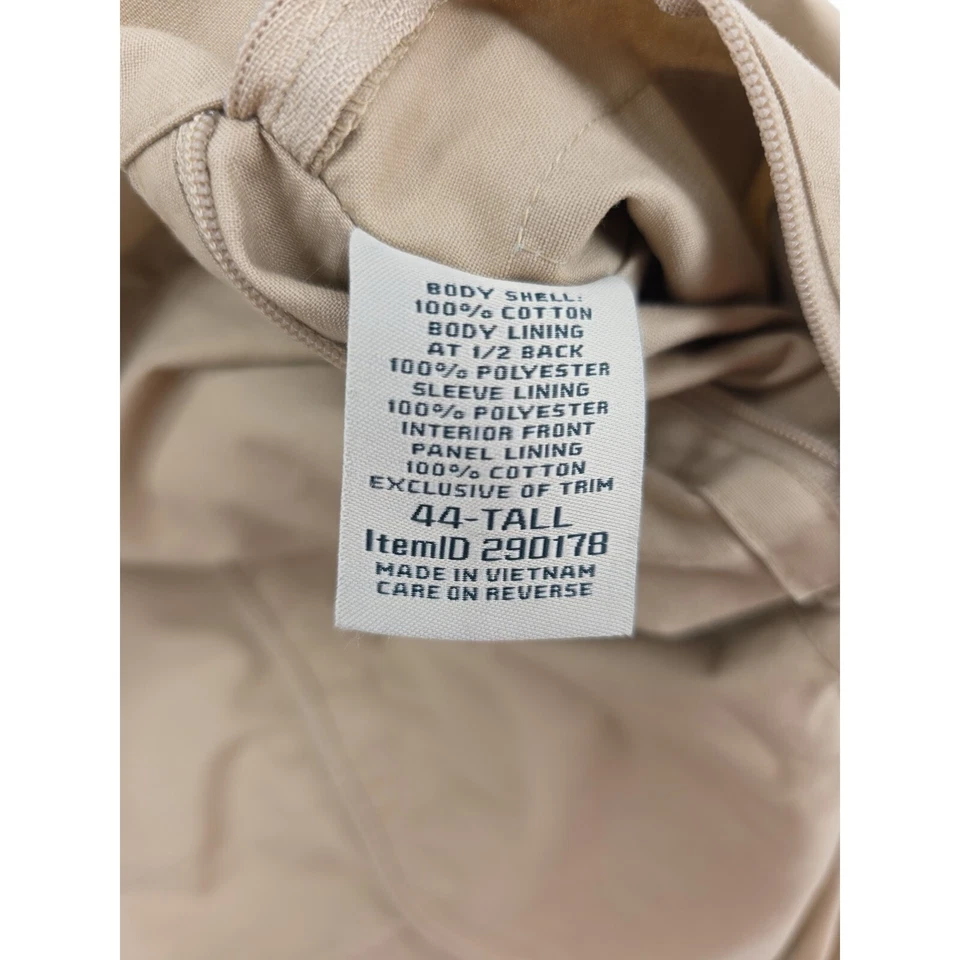 BODY SHELL:
100% COTTON
BODY LINING
AT 1/2 BACK
100% POLYESTER
SLEEVE LINING
100% POLYESTER
INTERIOR FRONT
PANEL LINING
100% COTTON
EXCLUSIVE OF TRIM
44-TALL
ItemID 290178
MADE IN VIETNAM
CARE ON REVERSE